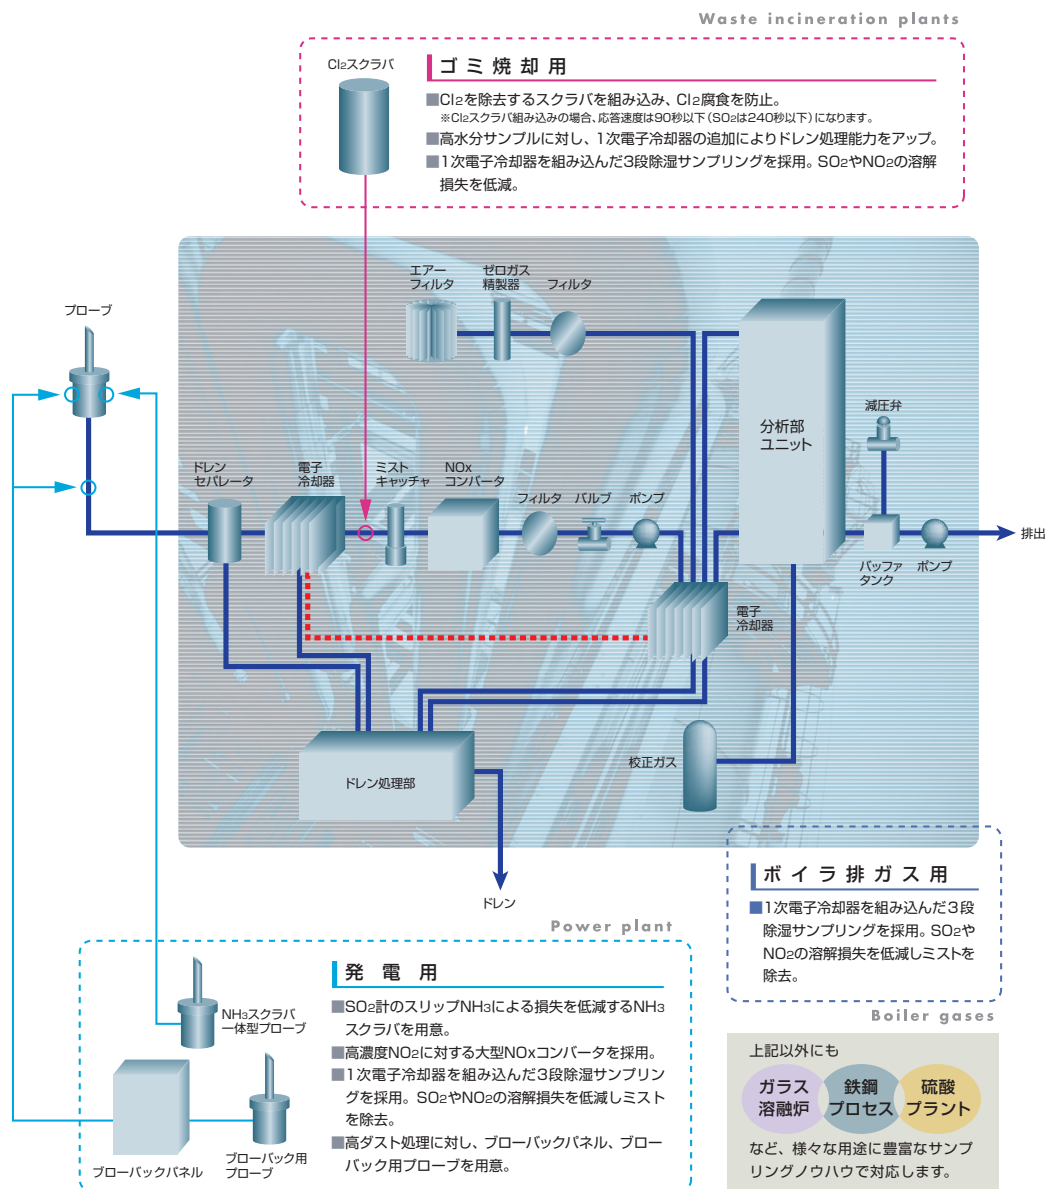 Waste incineration plants
Cl₂スクラバ
ゴミ焼却用
■Cl₂を除去するスクラバを組み込み、Cl₂腐食を防止。
※Cl₂スクラバ組み込みの場合、応答速度は90秒以下(SO₂は240秒以下)になります。
■高水分サンプルに対し、1次電子冷却器の追加によりドレン処理能力をアップ。
■1次電子冷却器を組み込んだ3段除湿サンプリングを採用。SO₂やNO₂の溶解
損失を低減。
エアー
フィルタ
ゼロガス
精製器
フィルタ
プローブ
減圧弁
分析部
ユニット
ドレン
セパレータ
電子
冷却器
ミスト
キャッチャ
NOx
コンバータ
フィルタ
バルブ
ポンプ
排出
バッファ
タンク
ポンプ
電子
冷却器
校正ガス
ドレン処理部
ドレン
ボイラ排ガス用
■1次電子冷却器を組み込んだ3段
除湿サンプリングを採用。SO₂や
NO₂の溶解損失を低減しミストを
除去。
Boiler gases
Power plant
発電用
■SO₂計のスリップNH₃による損失を低減するNH₃
スクラバを用意。
■高濃度NO₂に対する大型NOxコンバータを採用。
■1次電子冷却器を組み込んだ3段除湿サンプリン
グを採用。SO₂やNO₂の溶解損失を低減しミスト
を除去。
■高ダスト処理に対し、ブローバックパネル、ブロー
バック用プローブを用意。
NH₃スクラバ
一体型プローブ
ブローバックパネル
ブローバック用
プローブ
上記以外にも
ガラス
溶融炉
鉄鋼
プロセス
硫酸
プラント
など、様々な用途に豊富なサンプ
リングノウハウで対応します。